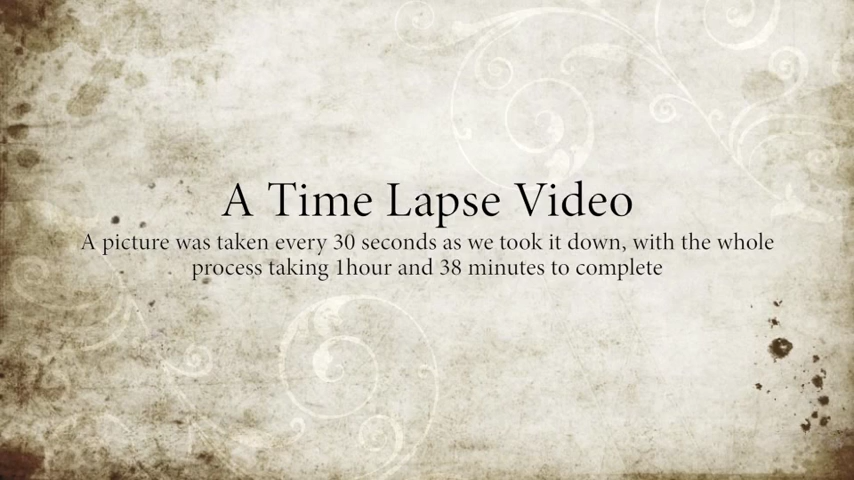 A Time Lapse Video
A picture was taken every 30 seconds as we took it down, with the whole
process taking 1hour and 38 minutes to complete